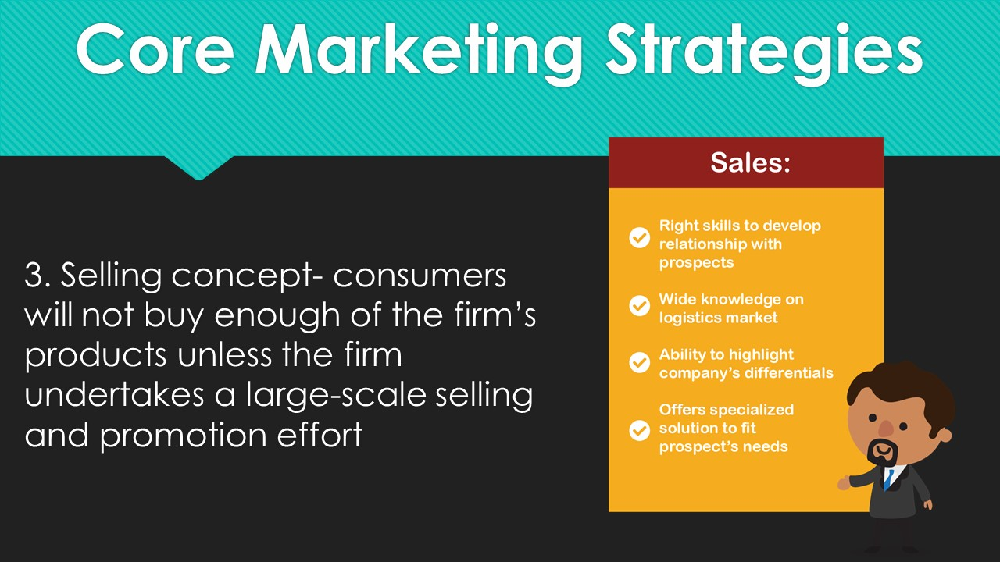 Core Marketing Strategies
3. Selling concept- consumers
will not buy enough of the firm’s
products unless the firm
undertakes a large-scale selling
and promotion effort
Sales:
Right skills to develop
relationship with
prospects
Wide knowledge on
logistics market
Ability to highlight
company’s differentials
Offers specialized
solution to fit
prospect’s needs